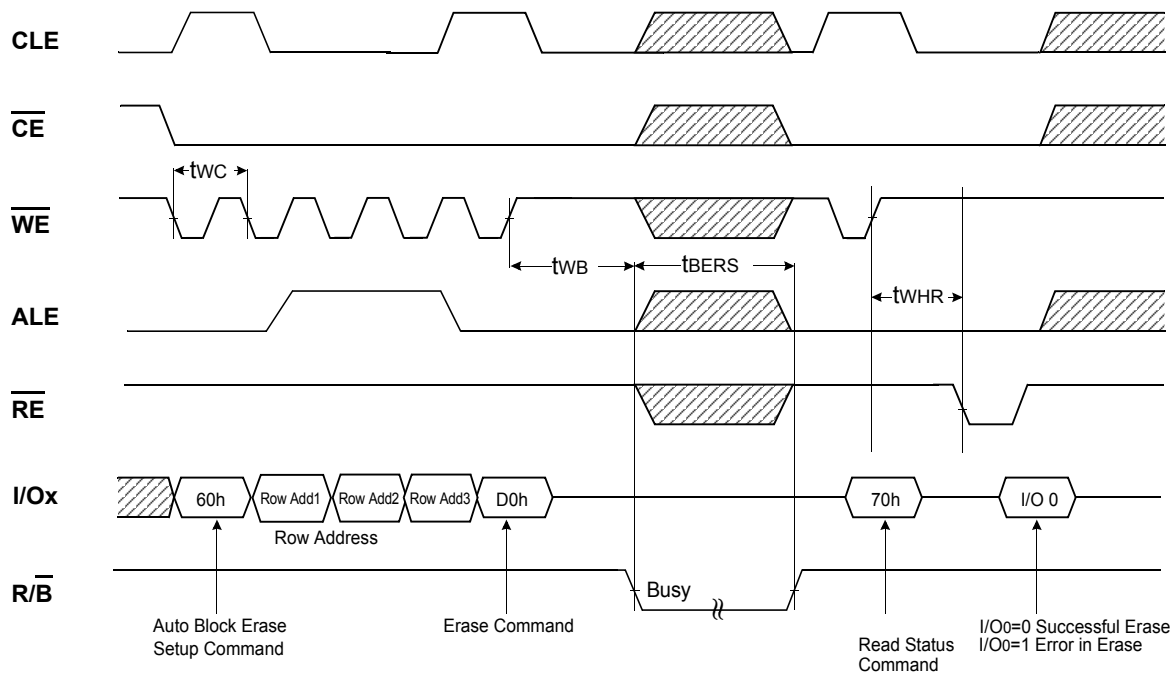 CLE
CE
tWC
WE
tWB
tBERS
tWHR
ALE
RE
I/Ox
60h
Row Add1
Row Add2
Row Add3
D0h
70h
I/O 0
Row Address
R/B
Busy
Auto Block Erase
Setup Command
Erase Command
Read Status
Command
I/O0=0 Successful Erase
I/O0=1 Error in Erase